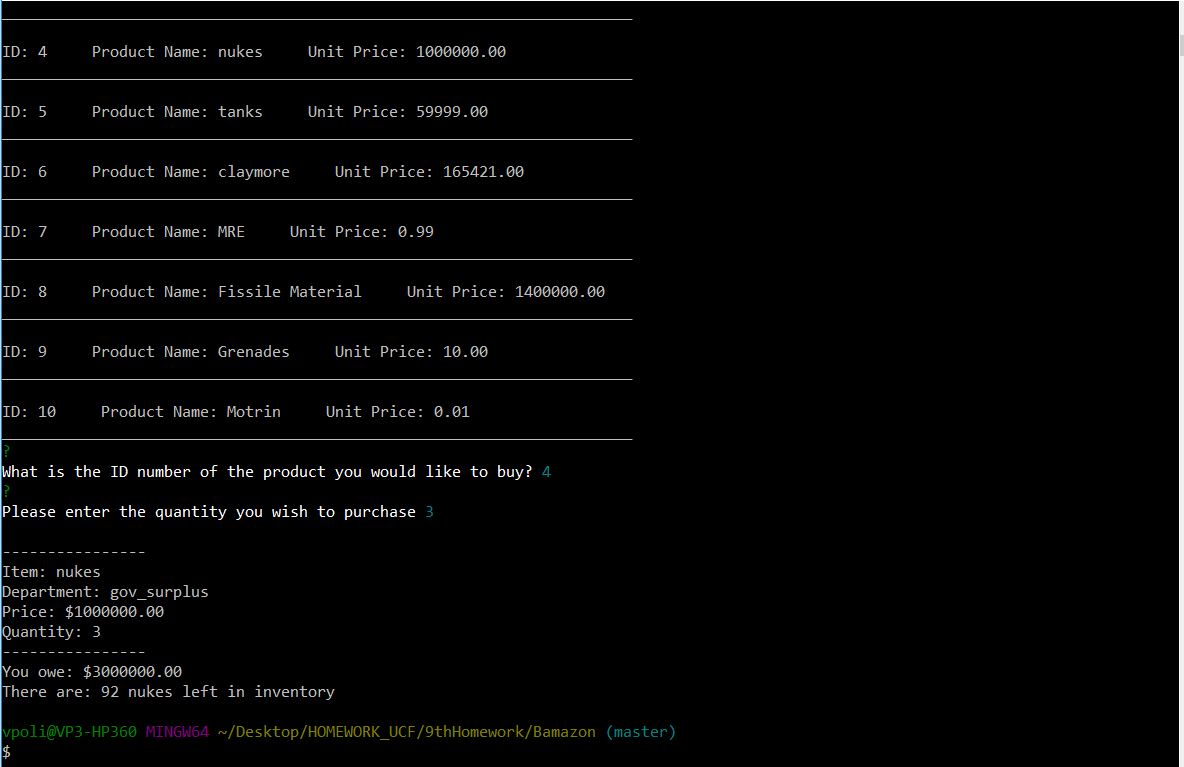 ID: 4     Product Name: nukes     Unit Price: 1000000.00
ID: 5     Product Name: tanks     Unit Price: 59999.00
ID: 6     Product Name: claymore     Unit Price: 165421.00
ID: 7     Product Name: MRE     Unit Price: 0.99
ID: 8     Product Name: Fissile Material     Unit Price: 1400000.00
ID: 9     Product Name: Grenades     Unit Price: 10.00
ID: 10     Product Name: Motrin     Unit Price: 0.01
?
What is the ID number of the product you would like to buy? 4
?
Please enter the quantity you wish to purchase 3
----------------
Item: nukes
Department: gov_surplus
Price: $1000000.00
Quantity: 3
----------------
You owe: $3000000.00
There are: 92 nukes left in inventory
vpoli@VP3-HP360 MINGW64 ~/Desktop/HOMEWORK_UCF/9thHomework/Bamazon (master)
$